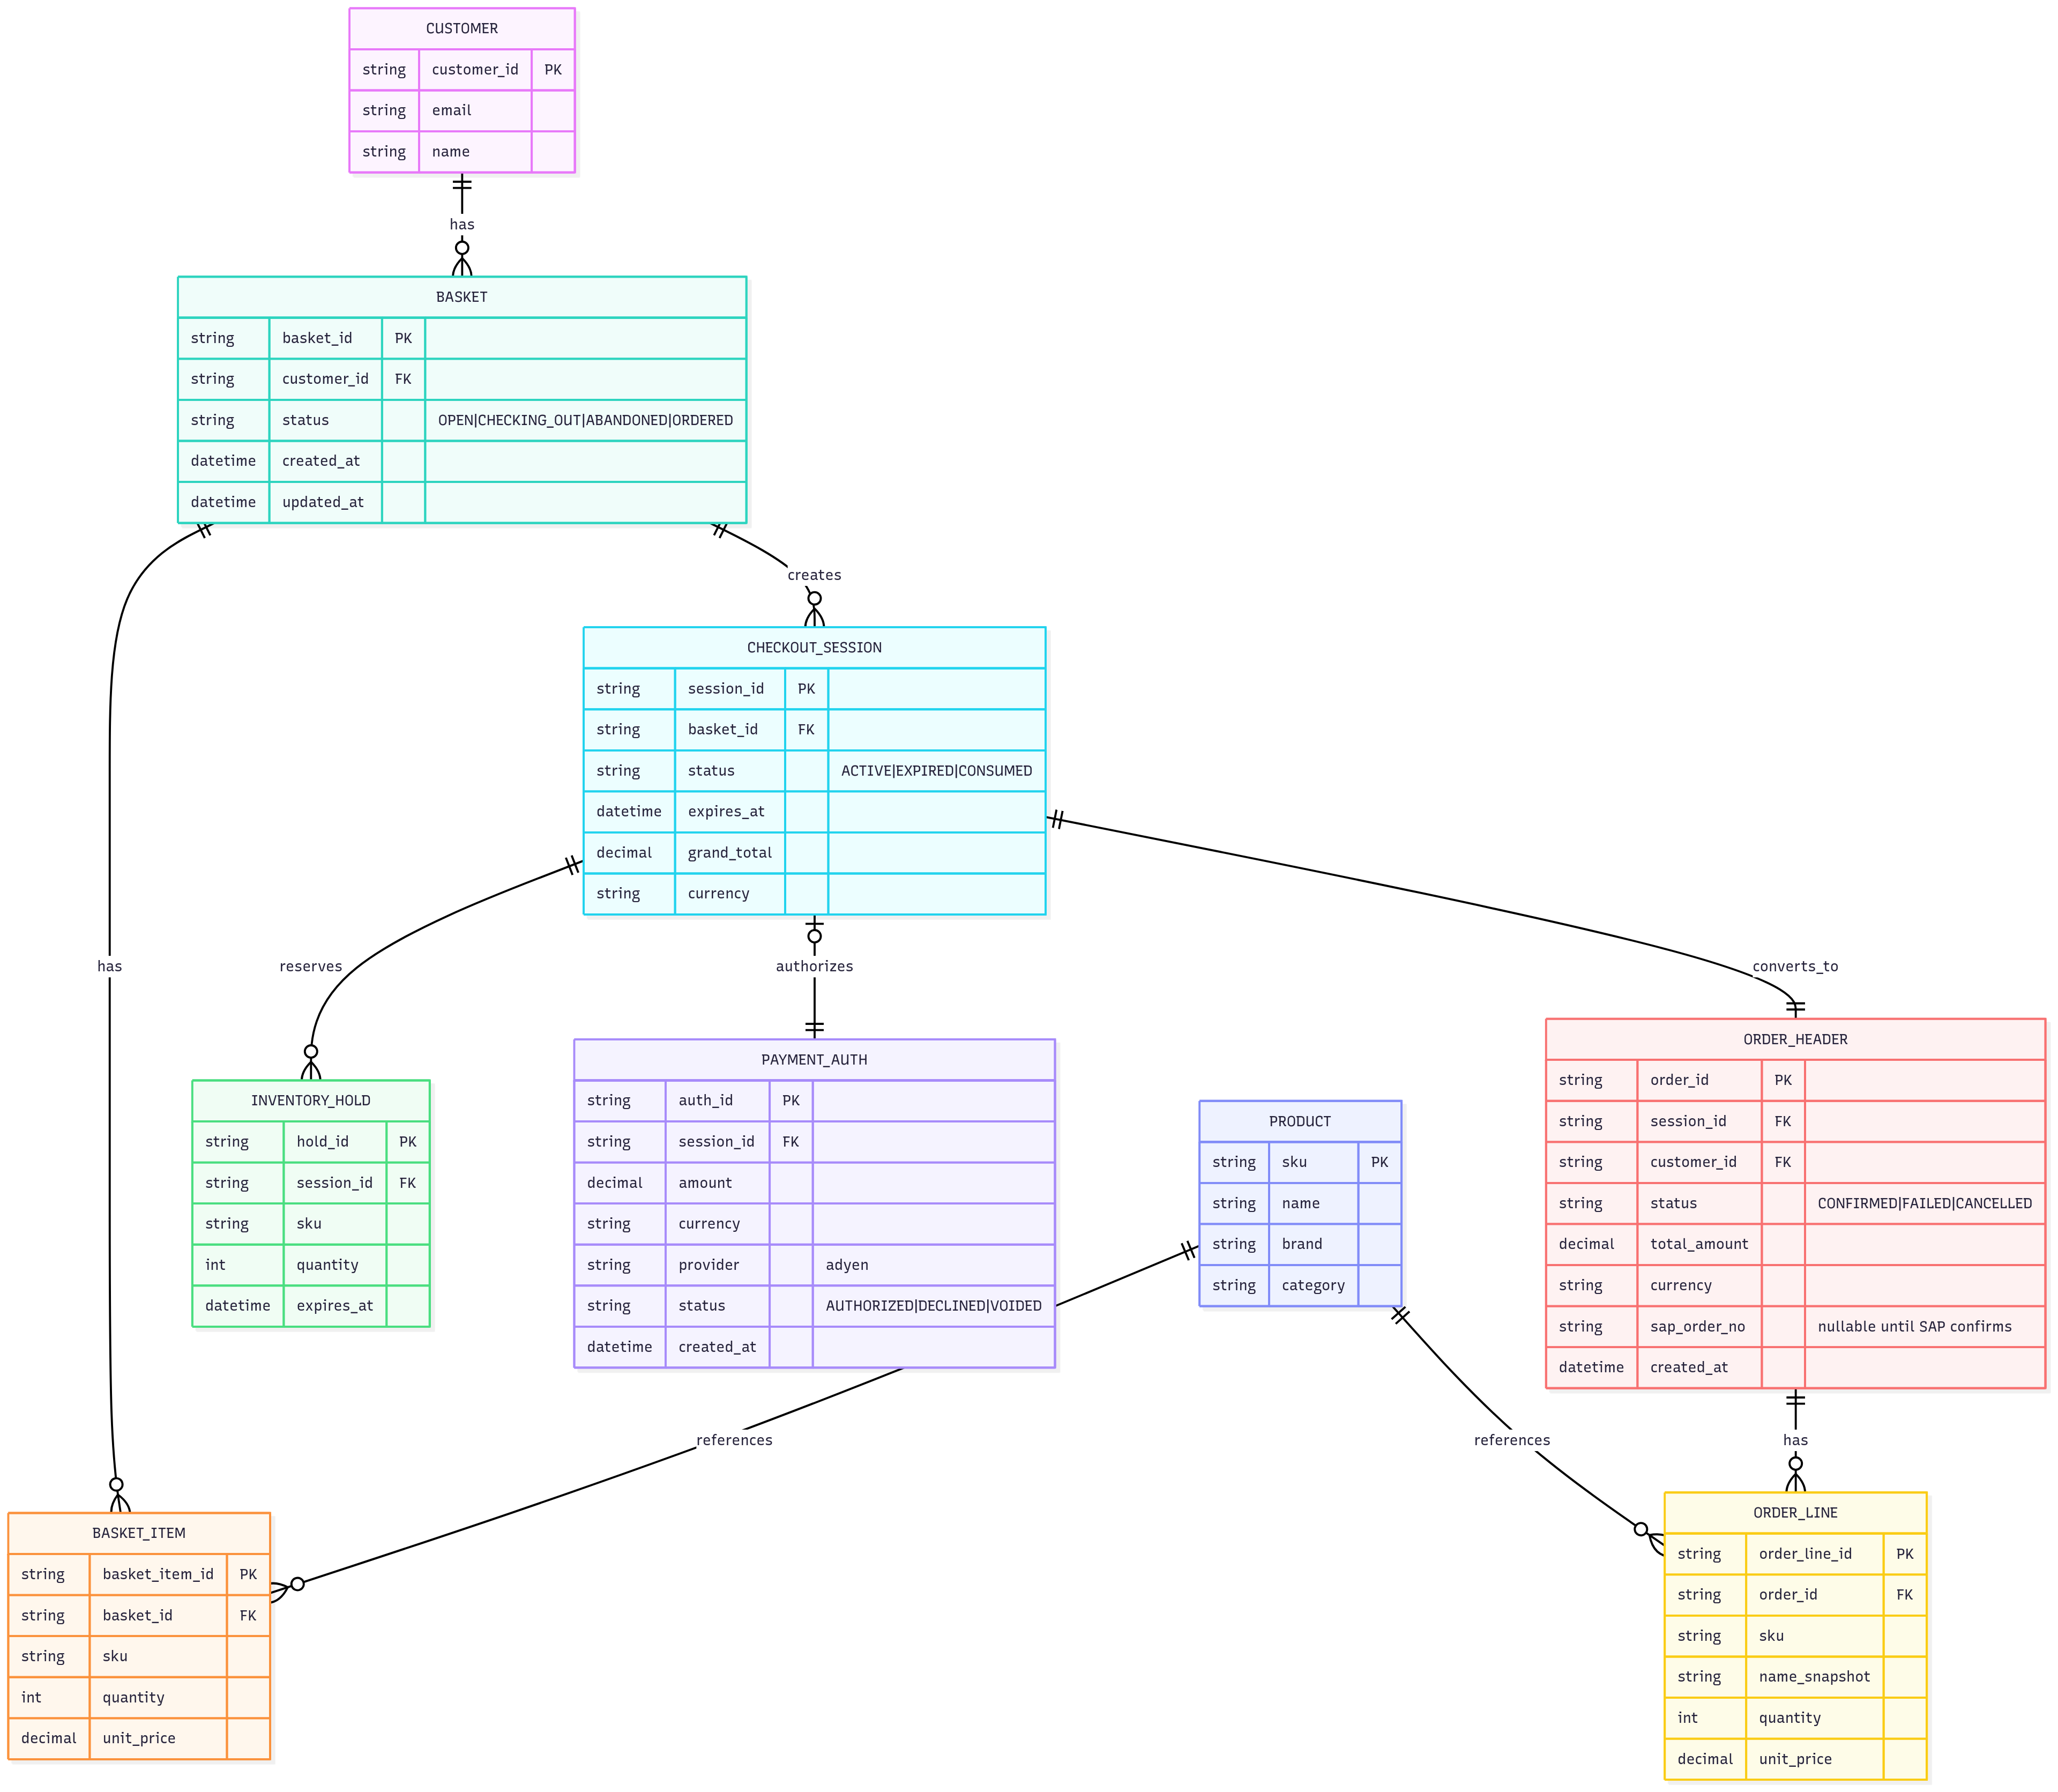 CUSTOMER
string customer_id PK
string email
string name
has
BASKET
string basket_id PK
string customer_id FK
string status OPEN|CHECKING_OUT|ABANDONED|ORDERED
datetime created_at
datetime updated_at
creates
CHECKOUT_SESSION
string session_id PK
string basket_id FK
string status ACTIVE|EXPIRED|CONSUMED
datetime expires_at
decimal grand_total
string currency
has
reserves
authorizes
converts_to
INVENTORY_HOLD
string hold_id PK
string session_id FK
string sku
int quantity
datetime expires_at
PAYMENT_AUTH
string auth_id PK
string session_id FK
decimal amount
string currency
string provider adyen
string status AUTHORIZED|DECLINED|VOIDED
datetime created_at
PRODUCT
string sku PK
string name
string brand
string category
ORDER_HEADER
string order_id PK
string session_id FK
string customer_id FK
string status CONFIRMED|FAILED|CANCELLED
decimal total_amount
string currency
string sap_order_no nullable until SAP confirms
datetime created_at
references
references
has
BASKET_ITEM
string basket_item_id PK
string basket_id FK
string sku
int quantity
decimal unit_price
ORDER_LINE
string order_line_id PK
string order_id FK
string sku
string name_snapshot
int quantity
decimal unit_price